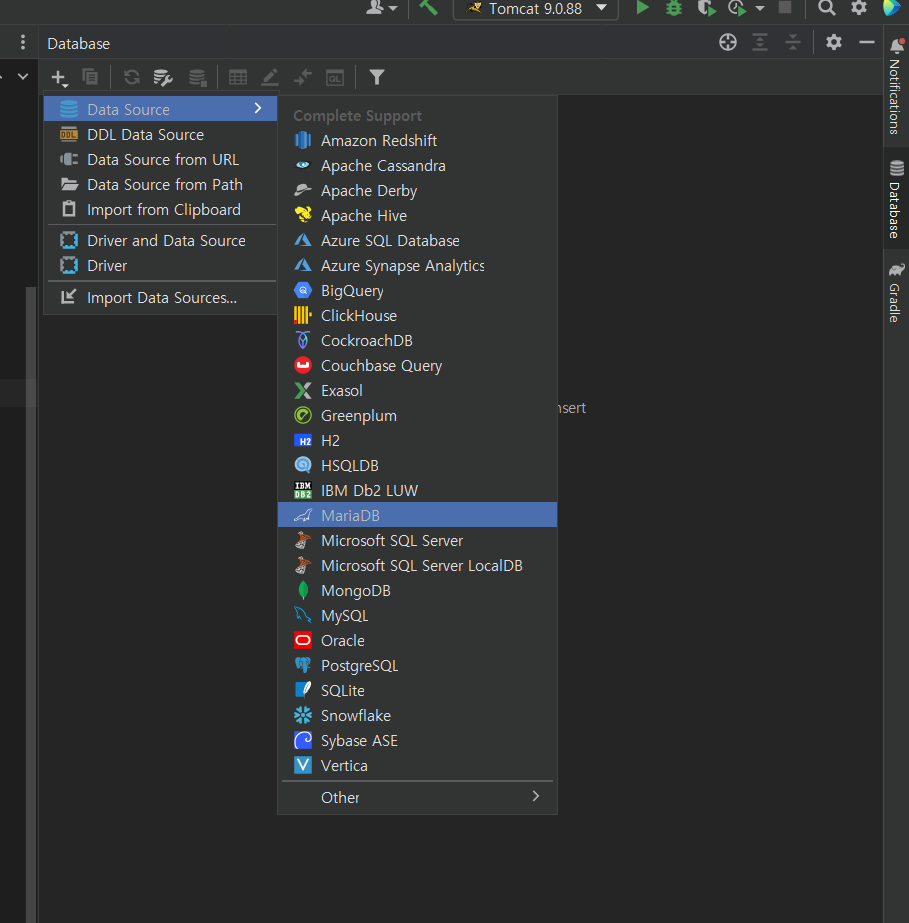 Tomcat 9.0.88
Database
Data Source
DDL Data Source
Data Source from URL
Data Source from Path
Import from Clipboard
Driver and Data Source
Driver
Import Data Sources...
Complete Support
Amazon Redshift
Apache Cassandra
Apache Derby
Apache Hive
Azure SQL Database
Azure Synapse Analytics
BigQuery
ClickHouse
CockroachDB
Couchbase Query
Exasol
Greenplum
H2
HSQLDB
IBM Db2 LUW
MariaDB
Microsoft SQL Server
Microsoft SQL Server LocalDB
MongoDB
MySQL
Oracle
PostgreSQL
SQLite
Snowflake
Sybase ASE
Vertica
Other
Notifications
Database
Gradle